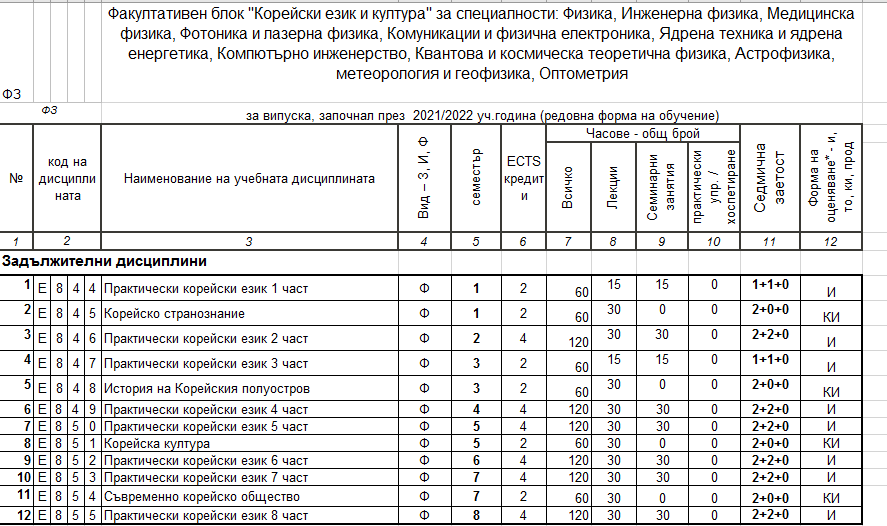 Факултативен блок "Корейски език и култура" за специалности: Физика, Инженерна физика, Медицинска
физика, Фотоника и лазерна физика, Комуникации и физична електроника, Ядрена техника и ядрена
енергетика, Компютърно инженерство, Квантова и космическа теоретична физика, Астрофизика,
метеорология и геофизика, Оптометрия
ФЗ
ФЗ
за випуска, започнал през 2021/2022 уч.година (редовна форма на обучение)
№
код на
дисципли
ната
Наименование на учебната дисциплината
Вид – З, И, Ф
семестър
ECTS
кредит
и
Часове - общ брой
Всичко
Лекции
Семинарни
занятия
практически
упр. /
хоспетиране
Седмична
заетост
Форма на
оценяване* - и,
то, ки, прод
1 2 3 4 5 6 7 8 9 10 11 12
Задължителни дисциплини
1 Е 8 4 4 Практически корейски език 1 част Ф 1 2 60 15 15 0 1+1+0 И
2 Е 8 4 5 Корейско странознание Ф 1 2 60 30 0 0 2+0+0 КИ
3 Е 8 4 6 Практически корейски език 2 част Ф 2 4 120 30 30 0 2+2+0 И
4 Е 8 4 7 Практически корейски език 3 част Ф 3 2 60 15 15 0 1+1+0 И
5 Е 8 4 8 История на Корейския полуостров Ф 3 2 60 30 0 0 2+0+0 КИ
6 Е 8 4 9 Практически корейски език 4 част Ф 4 4 120 30 30 0 2+2+0 И
7 Е 8 5 0 Практически корейски език 5 част Ф 5 4 120 30 30 0 2+2+0 И
8 Е 8 5 1 Корейска култура Ф 5 2 60 30 0 0 2+0+0 КИ
9 Е 8 5 2 Практически корейски език 6 част Ф 6 4 120 30 30 0 2+2+0 И
10 Е 8 5 3 Практически корейски език 7 част Ф 7 4 120 30 30 0 2+2+0 И
11 Е 8 5 4 Съвременно корейско общество Ф 7 2 60 30 0 0 2+0+0 КИ
12 Е 8 5 5 Практически корейски език 8 част Ф 8 4 120 30 30 0 2+2+0 И